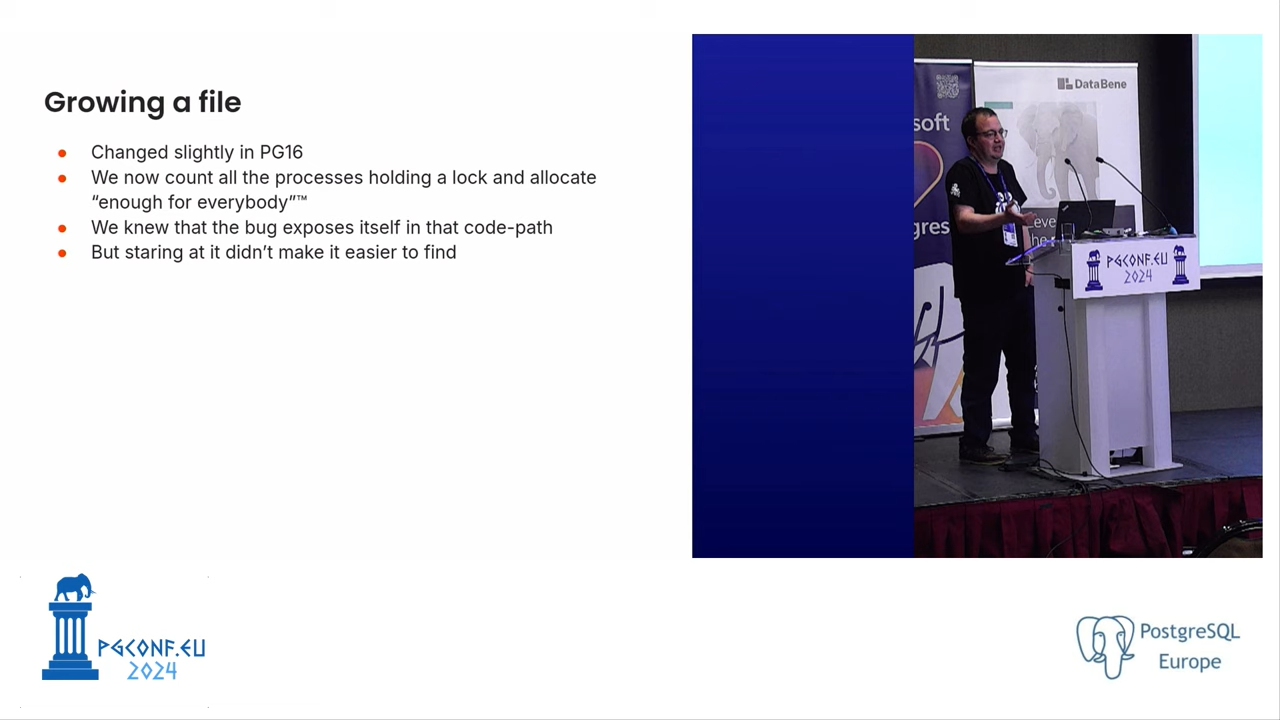 Growing a file
● Changed slightly in PG16
● We now count all the processes holding a lock and allocate
“enough for everybody”™
● We knew that the bug exposes itself in that code-path
● But staring at it didn’t make it easier to find
DataBene
soft
gres
PGCONF.EU
2024
PGCONF.EU
2024
PostgreSQL
Europe